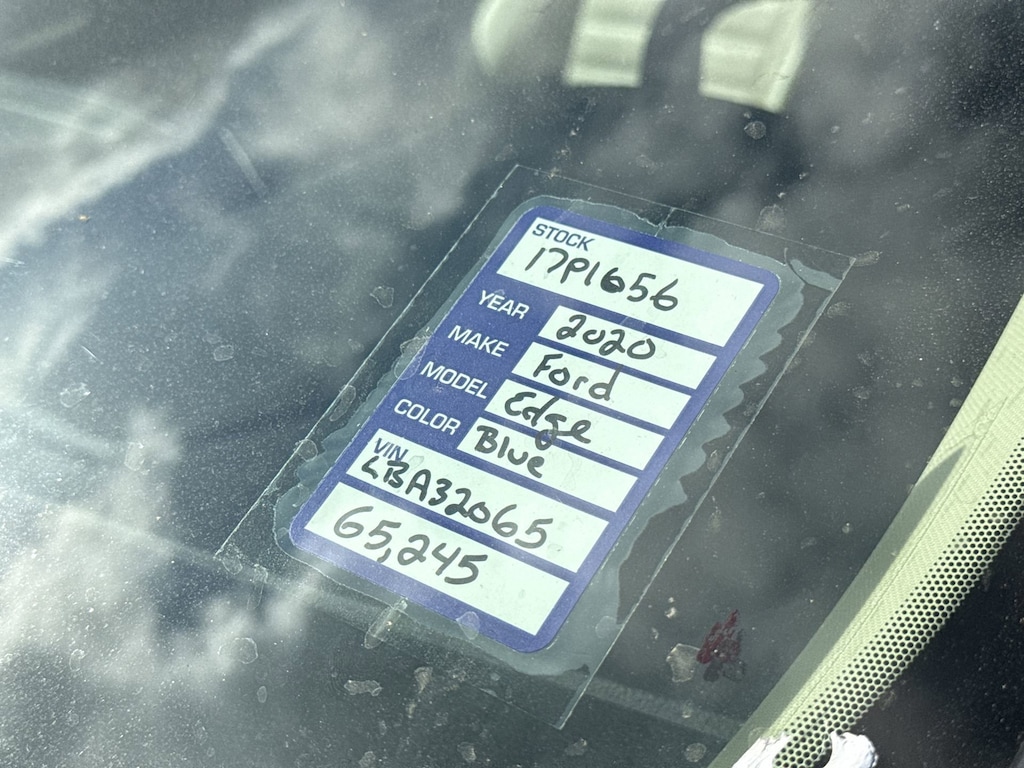 STOCK
17P1656
YEAR 2020
MAKE Ford
MODEL Edge
COLOR Blue
VIN
LBA32065
65,245